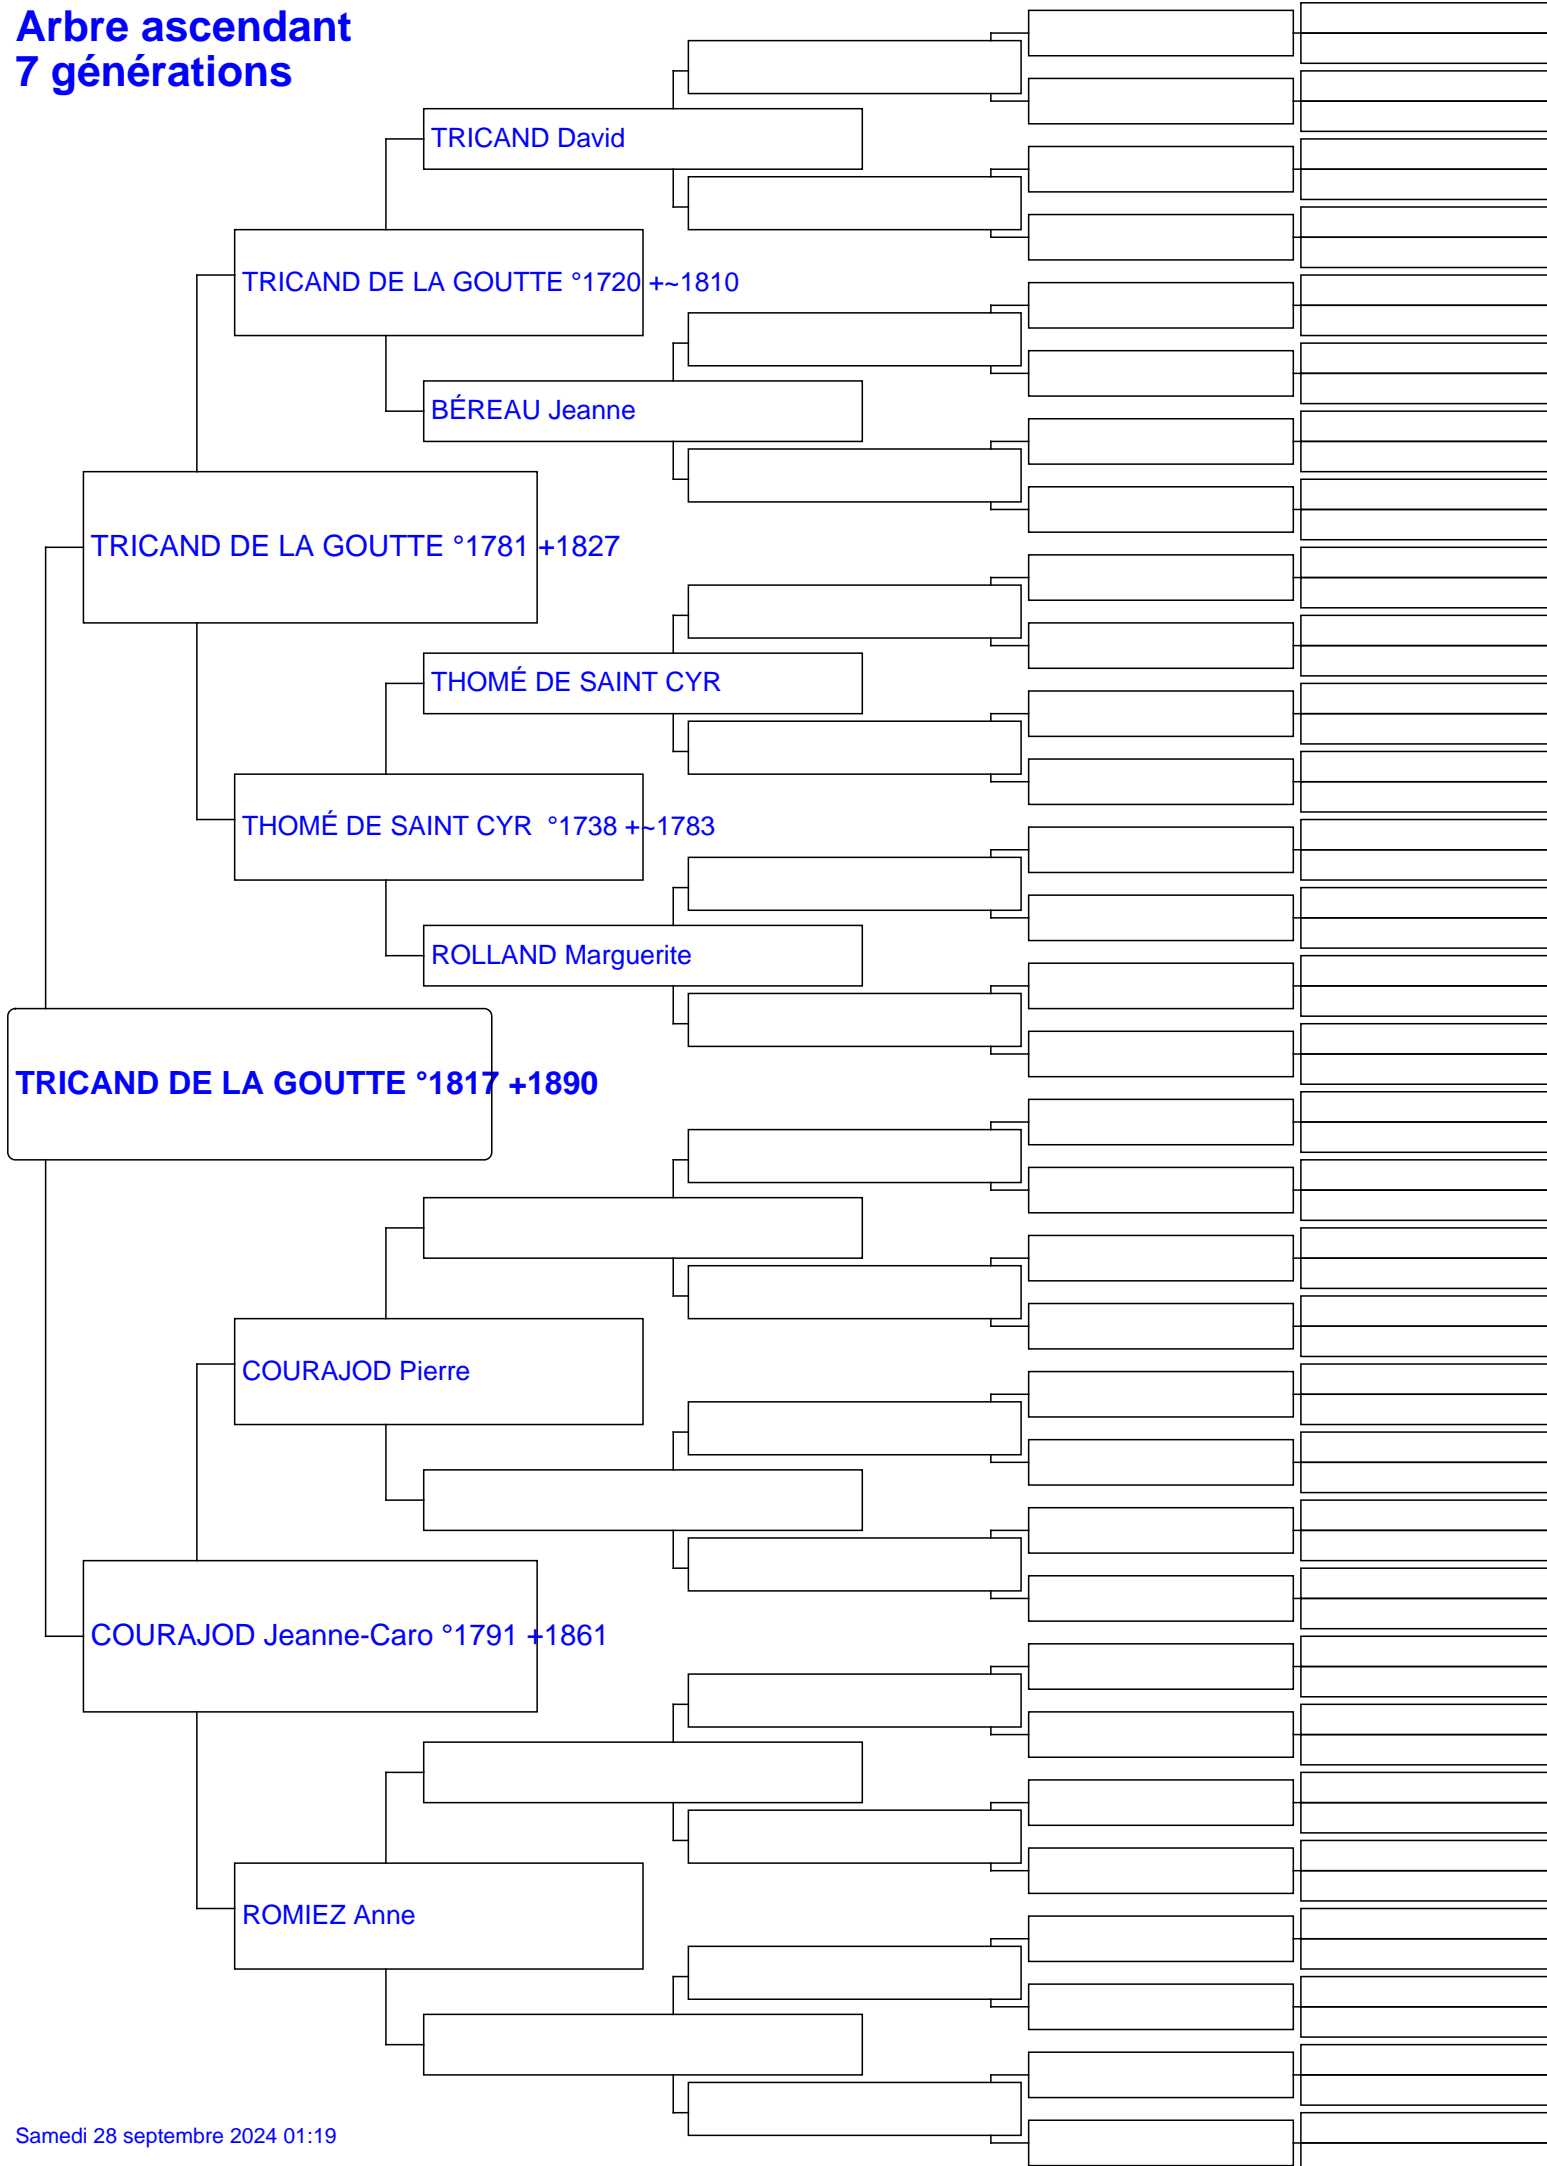 Arbre ascendant
7 générations
TRICAND David
TRICAND DE LA GOUTTE °1720 +~1810
BÉREAU Jeanne
TRICAND DE LA GOUTTE °1781 +1827
THOMÉ DE SAINT CYR
THOMÉ DE SAINT CYR  °1738 +~1783
ROLLAND Marguerite
TRICAND DE LA GOUTTE °1817 +1890
COURAJOD Pierre
COURAJOD Jeanne-Caro °1791 +1861
ROMIEZ Anne
Samedi 28 septembre 2024 01:19